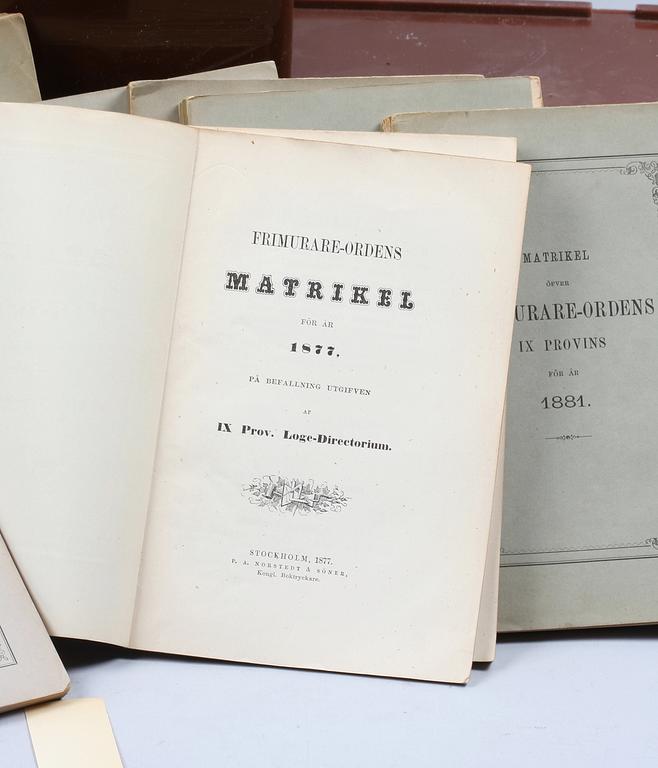 FRIMURARE-ORDENS
MATRIKEL
FÖR ÅR
1877.
PÅ BEFALLNING UTGIFVEN
AF
IX Prov. Loge-Directorium.
STOCKHOLM, 1877.
P. A. NORSTEDT & SÖNER,
Kongl. Boktryckare.
MATRIKEL
ÖFVER
URARE-ORDENS
IX PROVINS
FÖR ÅR
1881.